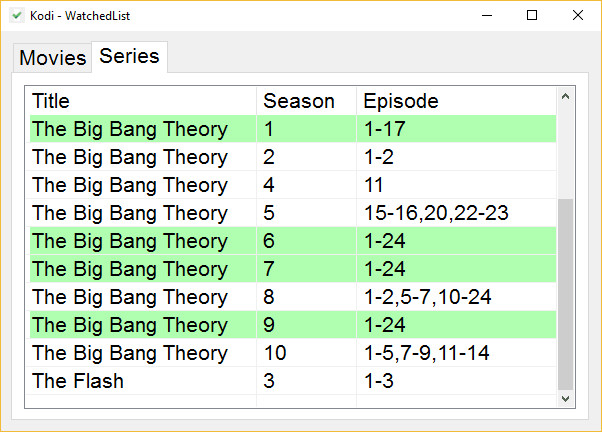 Kodi - WatchedList
Movies Series
Title Season Episode
The Big Bang Theory 1 1-17
The Big Bang Theory 2 1-2
The Big Bang Theory 4 11
The Big Bang Theory 5 15-16,20,22-23
The Big Bang Theory 6 1-24
The Big Bang Theory 7 1-24
The Big Bang Theory 8 1-2,5-7,10-24
The Big Bang Theory 9 1-24
The Big Bang Theory 10 1-5,7-9,11-14
The Flash 3 1-3